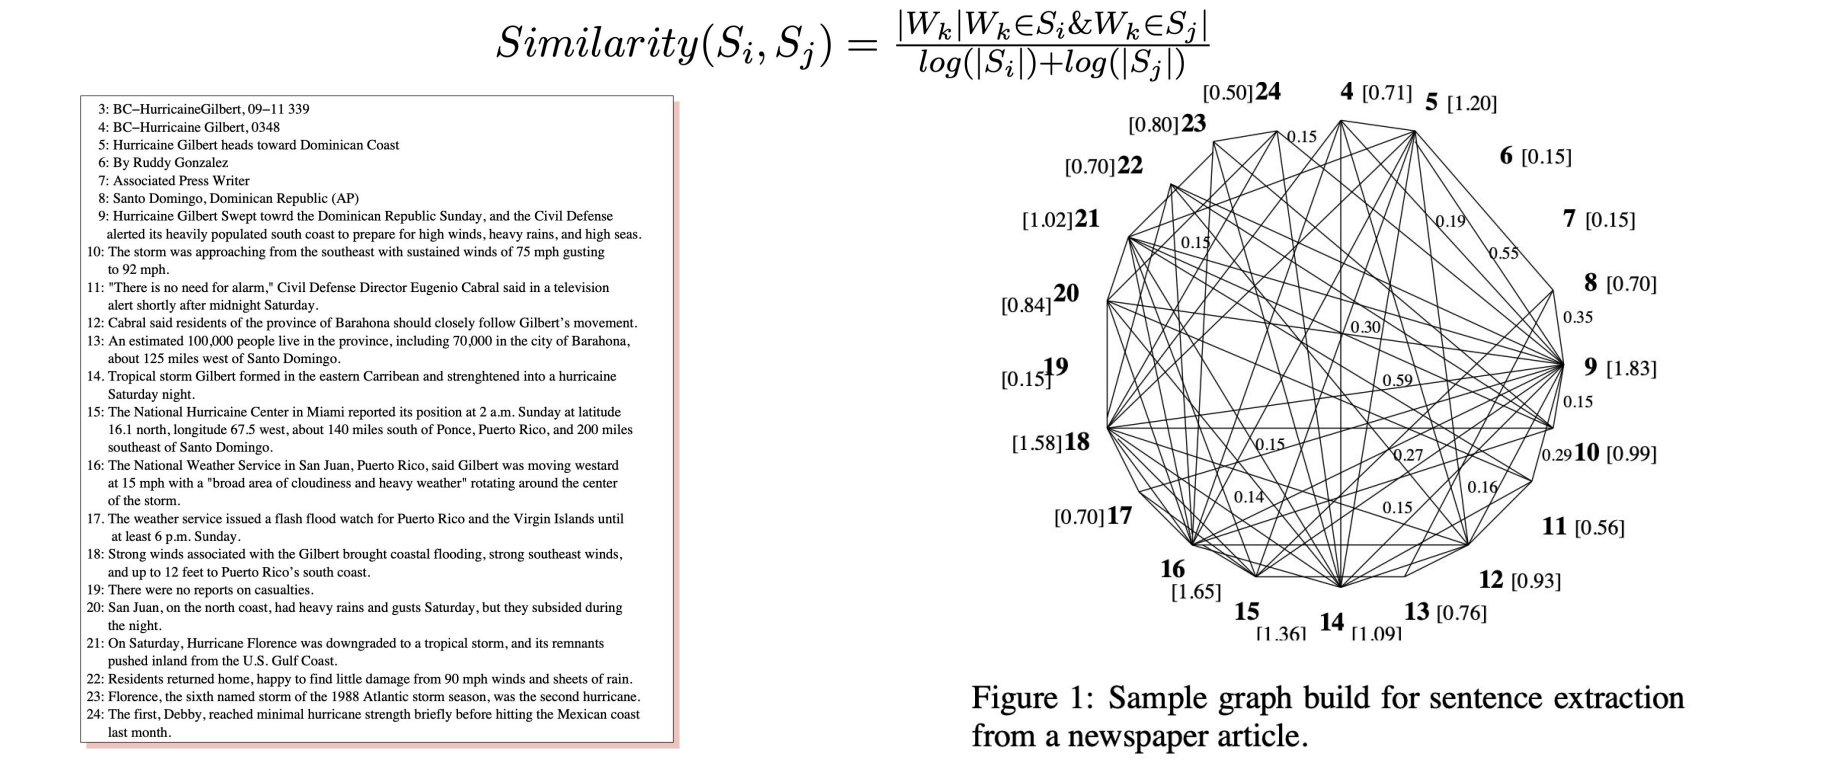 Similarity(S_i, S_j) = |W_k|W_k∈S_i&W_k∈S_j| / log(|S_i|)+log(|S_j|)
3: BC–HurricaineGilbert, 09–11 339
4: BC–Hurricane Gilbert, 0348
5: Hurricane Gilbert heads toward Dominican Coast
6: By Ruddy Gonzalez
7: Associated Press Writer
8: Santo Domingo, Dominican Republic (AP)
9: Hurricane Gilbert Swept towrd the Dominican Republic Sunday, and the Civil Defense
alerted its heavily populated south coast to prepare for high winds, heavy rains, and high seas.
10: The storm was approaching from the southeast with sustained winds of 75 mph gusting
to 92 mph.
11: "There is no need for alarm," Civil Defense Director Eugenio Cabral said in a television
alert shortly after midnight Saturday.
12: Cabral said residents of the province of Barahona should closely follow Gilbert's movement.
13: An estimated 100,000 people live in the province, including 70,000 in the city of Barahona,
about 125 miles west of Santo Domingo.
14. Tropical storm Gilbert formed in the eastern Carribean and strenghtened into a hurricaine
Saturday night.
15: The National Hurricaine Center in Miami reported its position at 2 a.m. Sunday at latitude
16.1 north, longitude 67.5 west, about 140 miles south of Ponce, Puerto Rico, and 200 miles
southeast of Santo Domingo.
16: The National Weather Service in San Juan, Puerto Rico, said Gilbert was moving westard
at 15 mph with a "broad area of cloudiness and heavy weather" rotating around the center
of the storm.
17. The weather service issued a flash flood watch for Puerto Rico and the Virgin Islands until
at least 6 p.m. Sunday.
18: Strong winds associated with the Gilbert brought coastal flooding, strong southeast winds,
and up to 12 feet to Puerto Rico's south coast.
19: There were no reports on casualties.
20: San Juan, on the north coast, had heavy rains and gusts Saturday, but they subsided during
the night.
21: On Saturday, Hurricane Florence was downgraded to a tropical storm, and its remnants
pushed inland from the U.S. Gulf Coast.
22: Residents returned home, happy to find little damage from 90 mph winds and sheets of rain.
23: Florence, the sixth named storm of the 1988 Atlantic storm season, was the second hurricane.
24: The first, Debby, reached minimal hurricane strength briefly before hitting the Mexican coast
last month.
[0.50]24
4 [0.71]
5 [1.20]
[0.80]23
0.15
6 [0.15]
[0.70]22
[1.02]21
0.19
7 [0.15]
0.15
0.55
8 [0.70]
[0.84]20
0.35
0.30
[0.15]19
9 [1.83]
0.59
0.15
[1.58]18
0.15
0.27
0.29
10 [0.99]
0.14
0.16
0.15
[0.70]17
11 [0.56]
16
[1.65]
12 [0.93]
15
[1.36]
14
[1.09]
13 [0.76]
Figure 1: Sample graph build for sentence extraction
from a newspaper article.